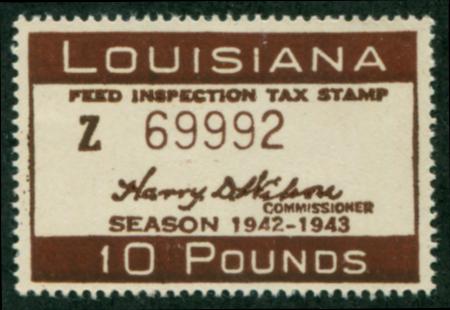 LOUISIANA
FEED INSPECTION TAX STAMP
Z 69992
Harry D. Wilson
COMMISSIONER
SEASON 1942-1943
10 POUNDS